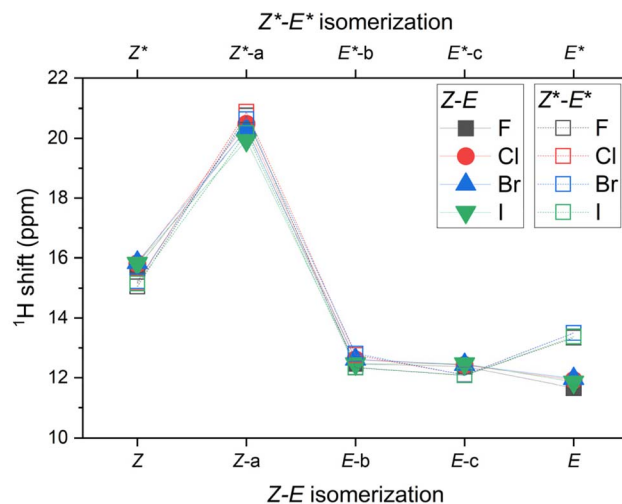 Z*-E* isomerization
Z* Z*-a E*-b E*-c E*
22
20
18
16
14
12
10
¹H shift (ppm)
Z-E
F
Cl
Br
I
Z*-E*
F
Cl
Br
I
Z Z-a E-b E-c E
Z-E isomerization